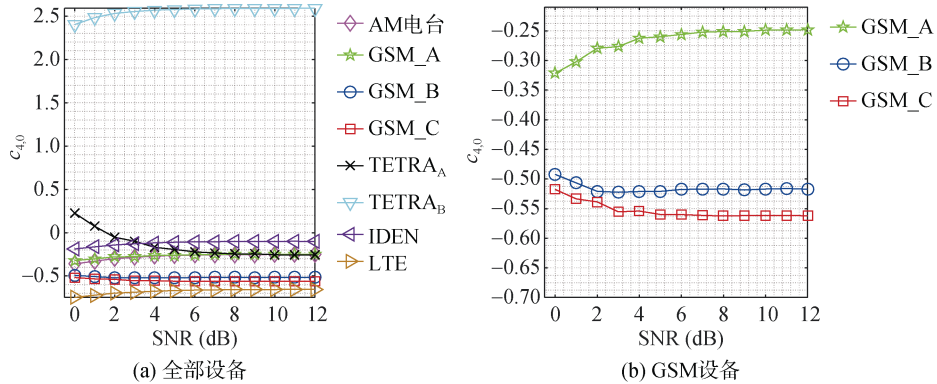 2.5
2.0
1.5
1.0
0.5
0
−0.5
c4,0
0 2 4 6 8 10 12
SNR (dB)
AM电台
GSM_A
GSM_B
GSM_C
TETRAA
TETRAB
IDEN
LTE
(a) 全部设备
−0.25
−0.30
−0.35
−0.40
−0.45
−0.50
−0.55
−0.60
−0.65
−0.70
c4,0
0 2 4 6 8 10 12
SNR (dB)
GSM_A
GSM_B
GSM_C
(b) GSM设备